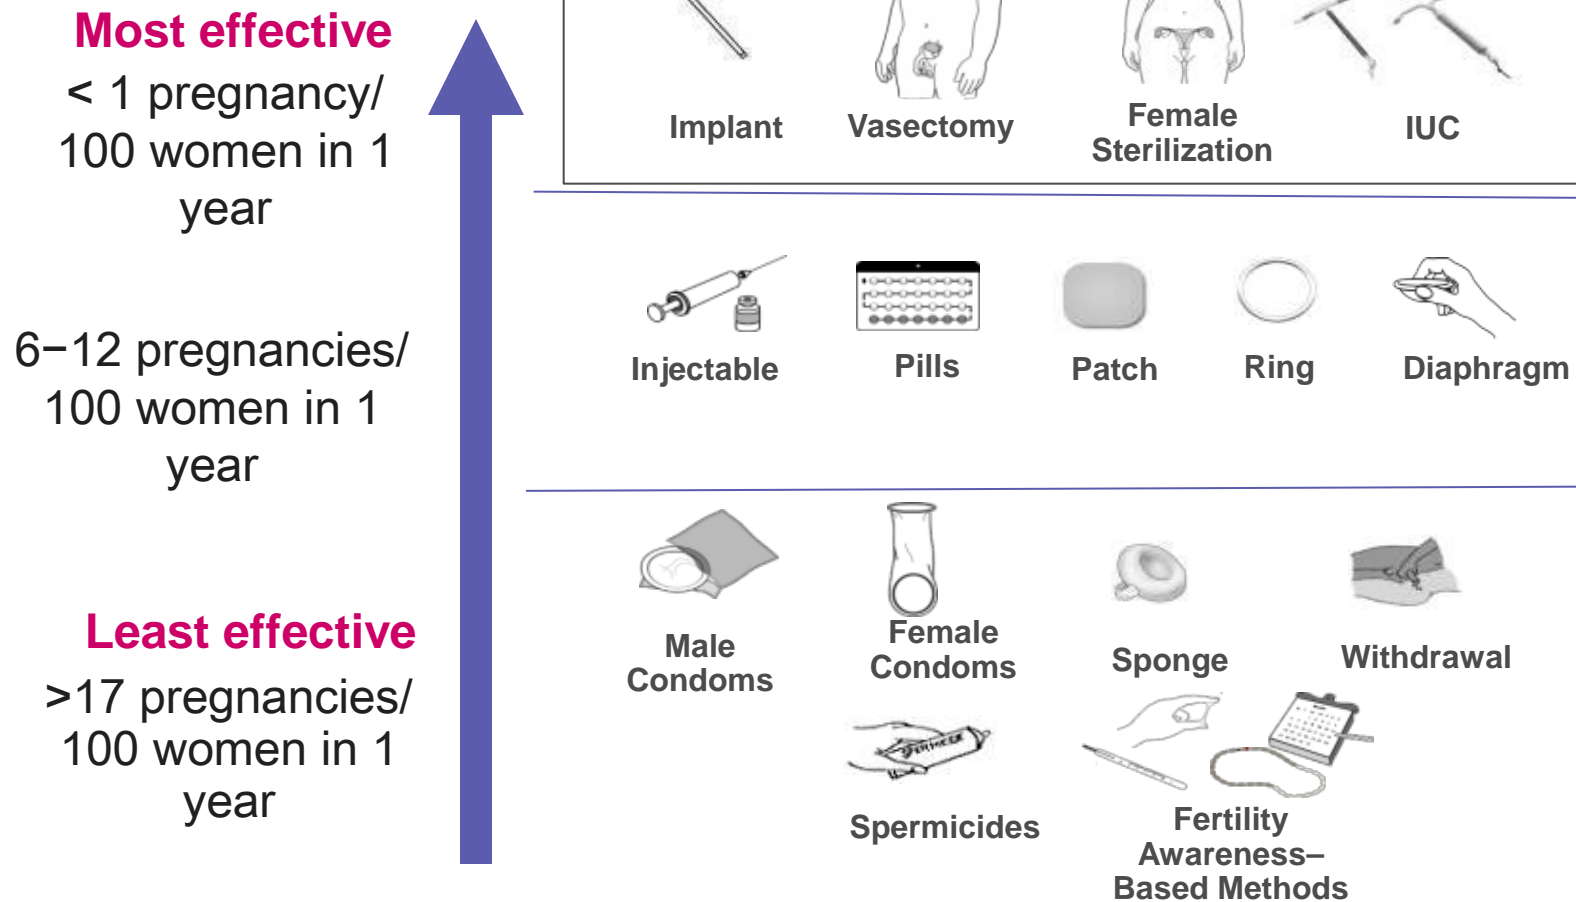 Most effective
< 1 pregnancy/
100 women in 1
year
Implant
Vasectomy
Female
Sterilization
IUC
6–12 pregnancies/
100 women in 1
year
Injectable
Pills
Patch
Ring
Diaphragm
Least effective
>17 pregnancies/
100 women in 1
year
Male
Condoms
Female
Condoms
Sponge
Withdrawal
SPERMICIDE
Spermicides
Fertility
Awareness–
Based Methods